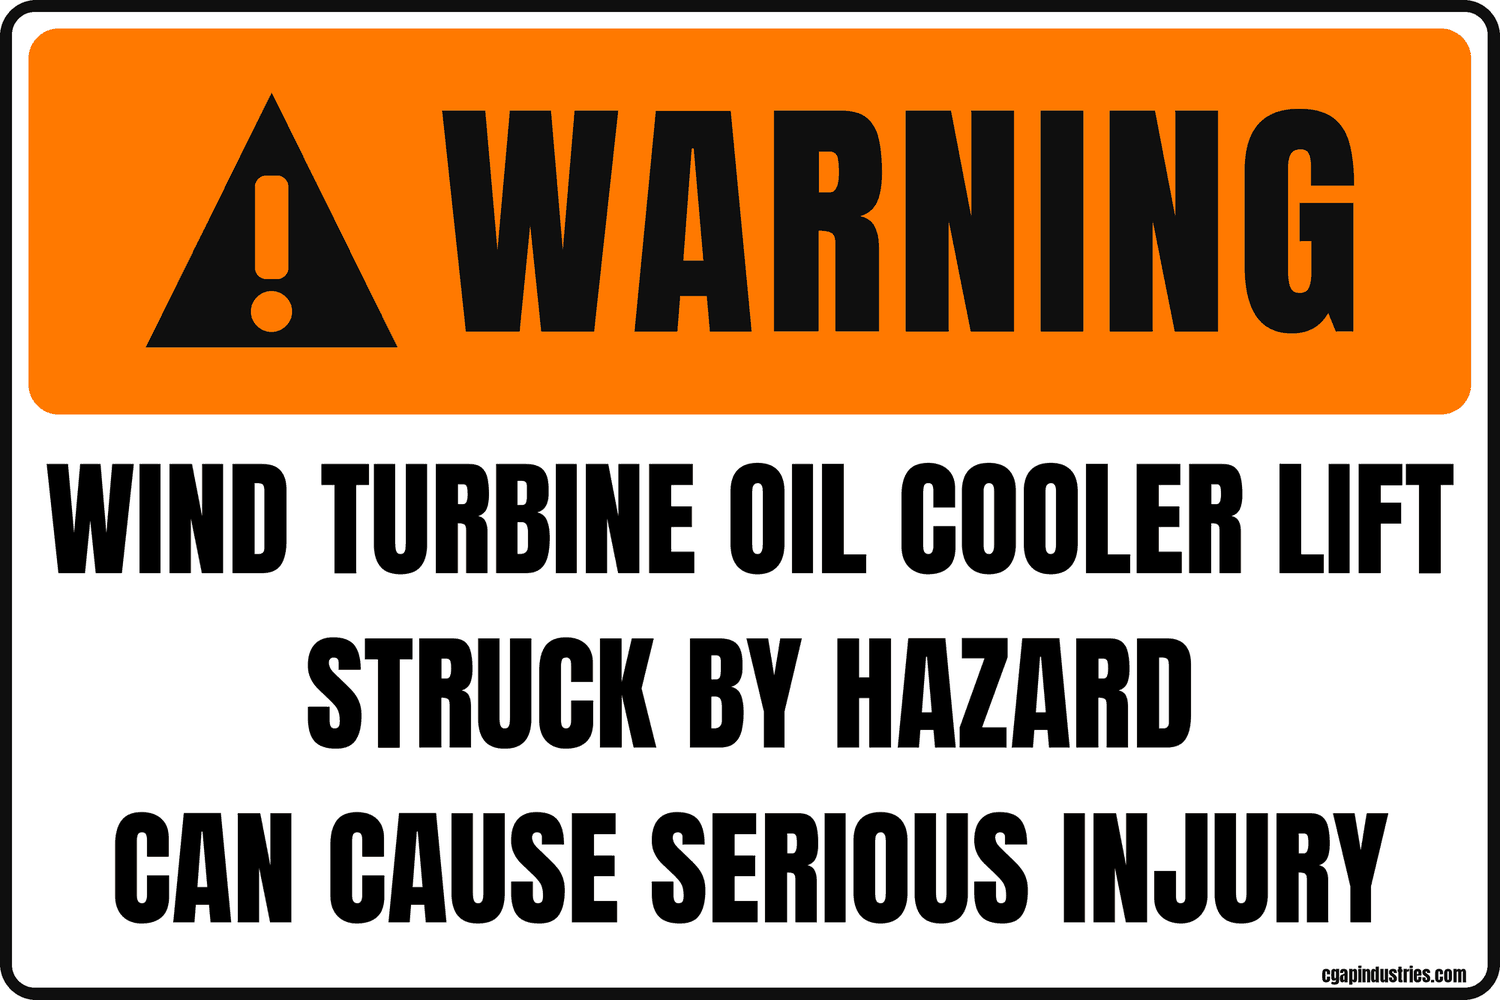 WARNING
WIND TURBINE OIL COOLER LIFT
STRUCK BY HAZARD
CAN CAUSE SERIOUS INJURY
cgapindustries.com